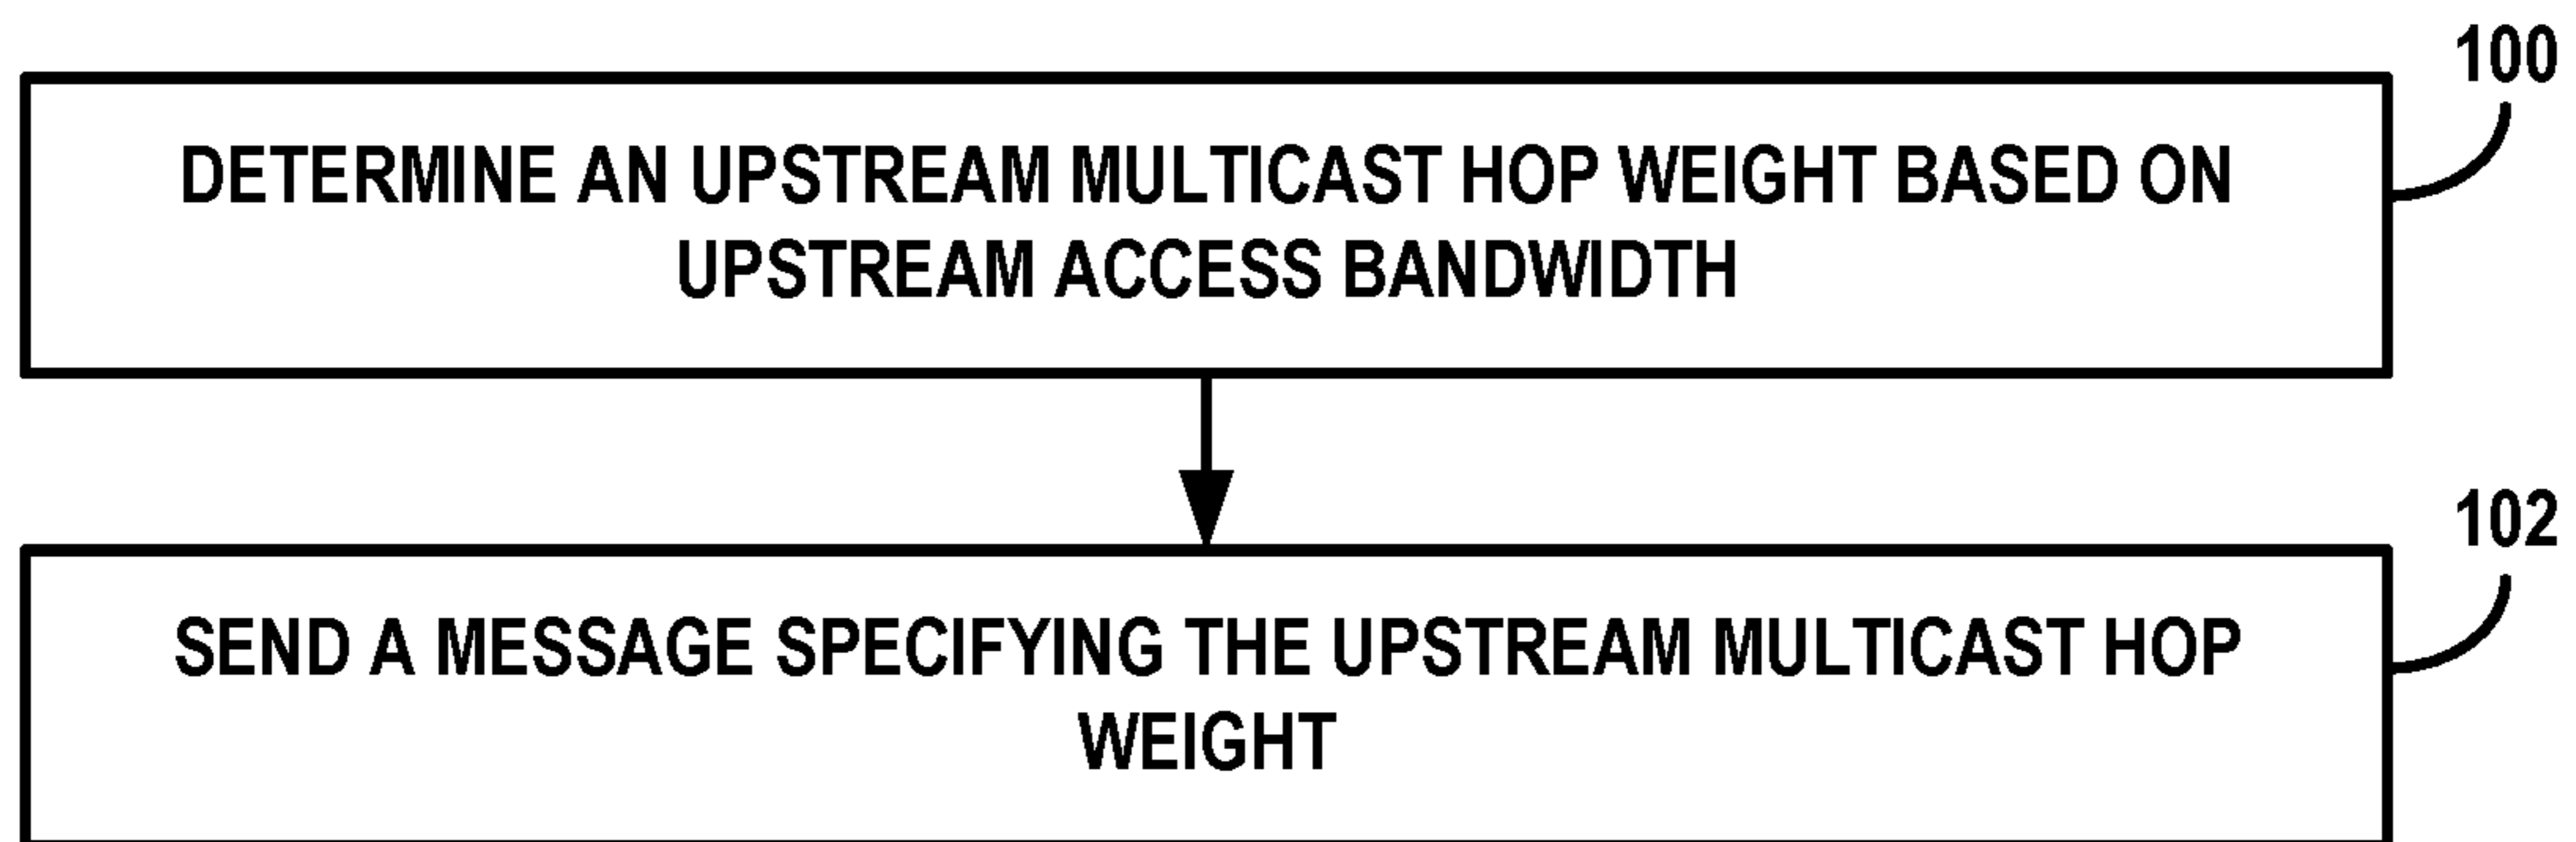 100
DETERMINE AN UPSTREAM MULTICAST HOP WEIGHT BASED ON
UPSTREAM ACCESS BANDWIDTH
102
SEND A MESSAGE SPECIFYING THE UPSTREAM MULTICAST HOP
WEIGHT